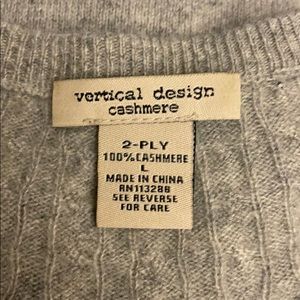 vertical design
cashmere
2-PLY
100%CASHMERE
L
MADE IN CHINA
RN113288
SEE REVERSE
FOR CARE